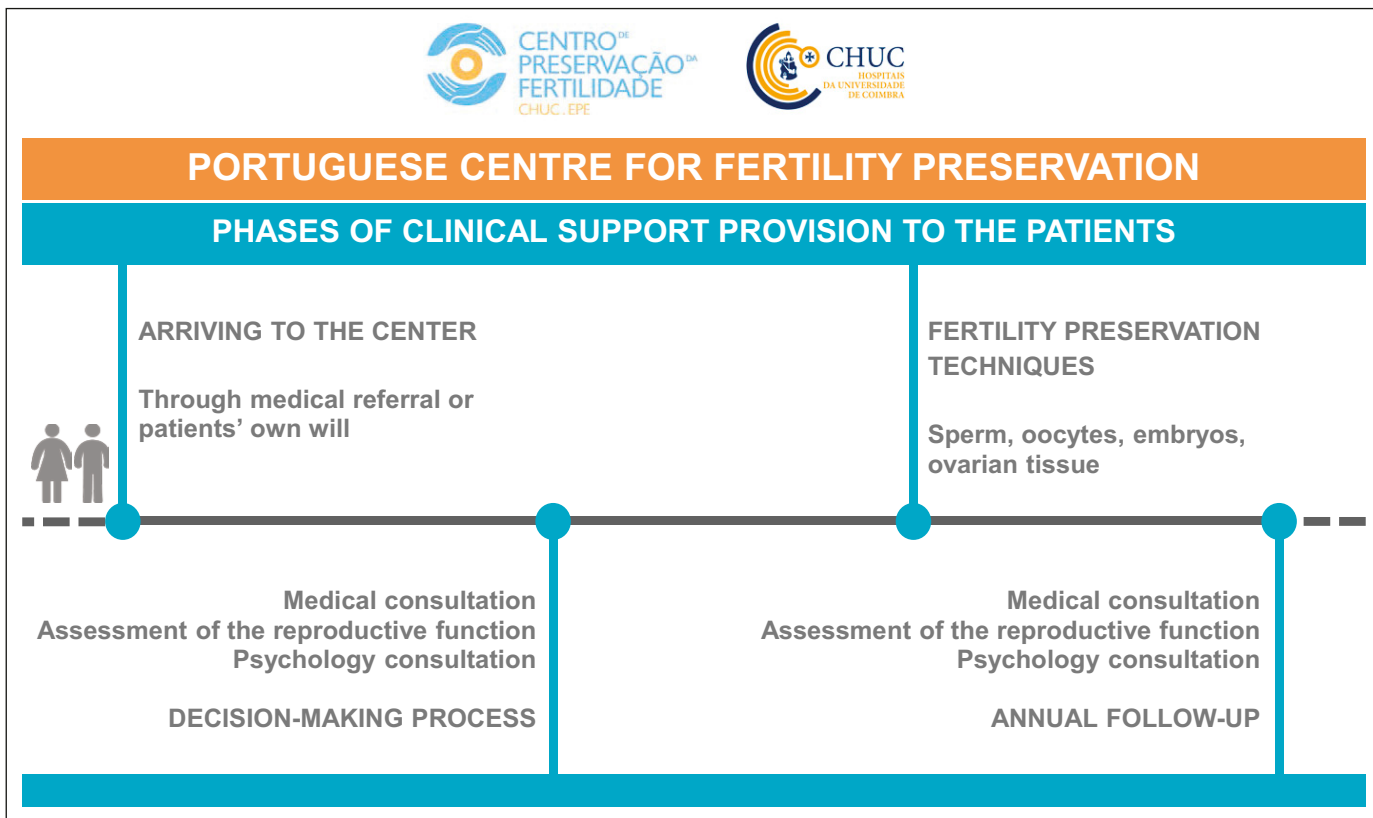 CENTRO DE
PRESERVAÇÃO DA
FERTILIDADE
CHUC.EPE
CHUC
HOSPITAIS
DA UNIVERSIDADE
DE COIMBRA
PORTUGUESE CENTRE FOR FERTILITY PRESERVATION
PHASES OF CLINICAL SUPPORT PROVISION TO THE PATIENTS
ARRIVING TO THE CENTER
Through medical referral or
patients’ own will
Medical consultation
Assessment of the reproductive function
Psychology consultation
DECISION-MAKING PROCESS
FERTILITY PRESERVATION
TECHNIQUES
Sperm, oocytes, embryos,
ovarian tissue
Medical consultation
Assessment of the reproductive function
Psychology consultation
ANNUAL FOLLOW-UP